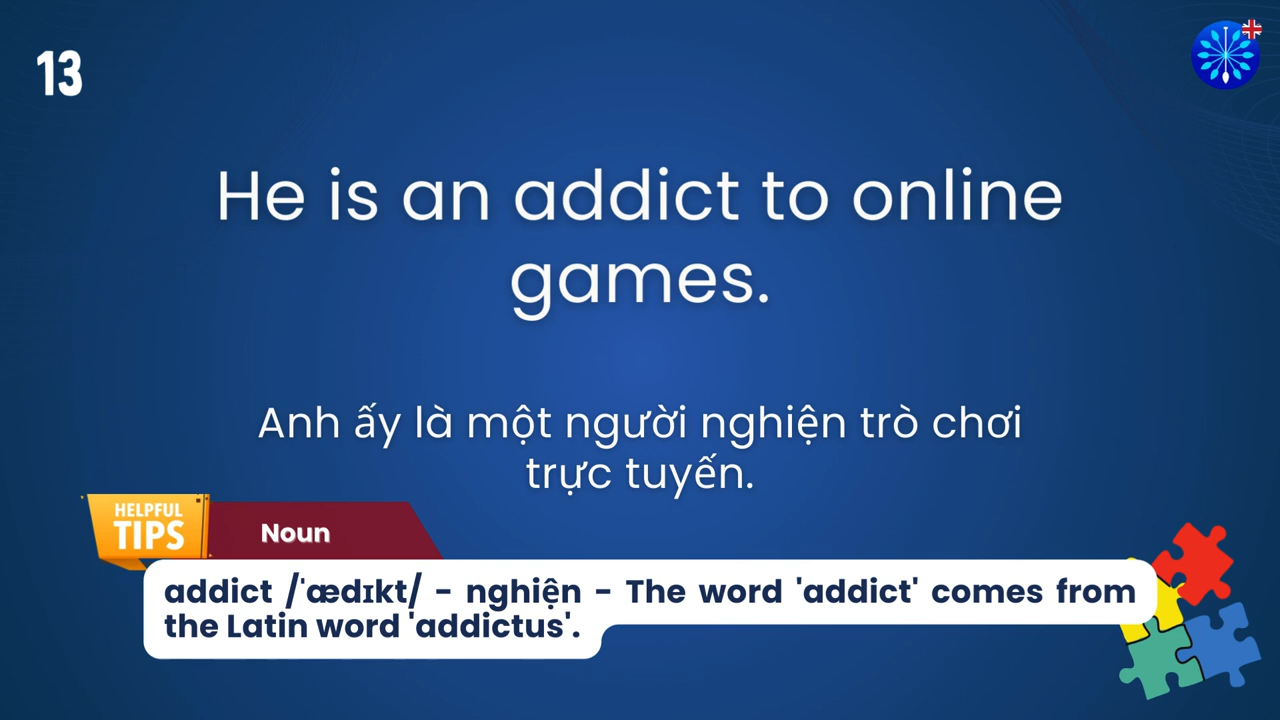 13
He is an addict to online
games.
Anh ấy là một người nghiện trò chơi
trực tuyến.
HELPFUL
TIPS
Noun
addict /ˈædɪkt/ - nghiện - The word 'addict' comes from
the Latin word 'addictus'.